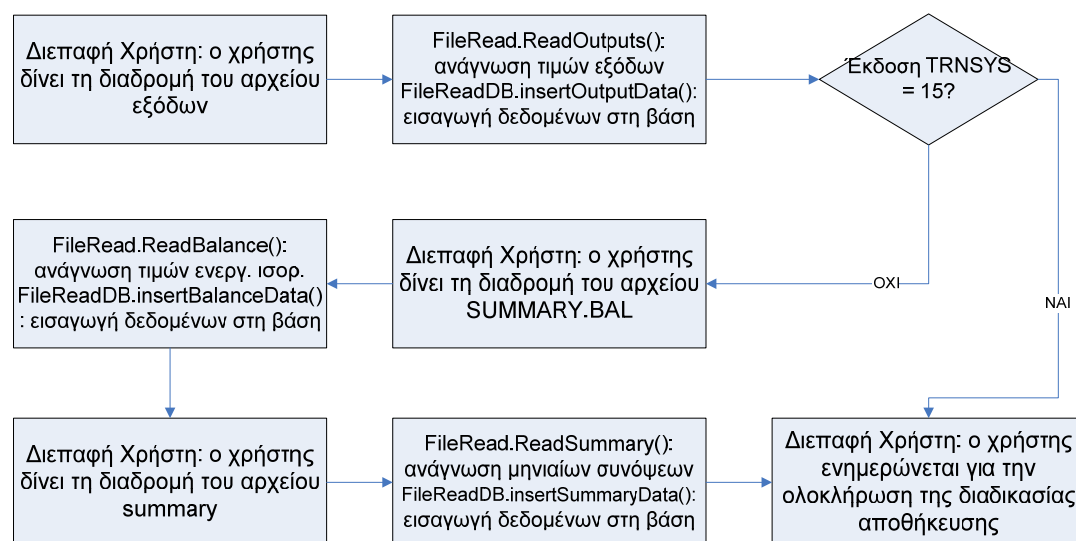 Διεπαφή Χρήστη: ο χρήστης
δίνει τη διαδρομή του αρχείου
εξόδων
FileRead.ReadOutputs():
ανάγνωση τιμών εξόδων
FileReadDB.insertOutputData():
εισαγωγή δεδομένων στη βάση
Έκδοση TRNSYS
= 15?
FileRead.ReadBalance():
ανάγνωση τιμών ενεργ. ισορ.
FileReadDB.insertBalanceData()
: εισαγωγή δεδομένων στη βάση
Διεπαφή Χρήστη: ο χρήστης
δίνει τη διαδρομή του αρχείου
SUMMARY.BAL
ΟΧΙ
ΝΑΙ
Διεπαφή Χρήστη: ο χρήστης
δίνει τη διαδρομή του αρχείου
summary
FileRead.ReadSummary():
ανάγνωση μηνιαίων συνόψεων
FileReadDB.insertSummaryData():
εισαγωγή δεδομένων στη βάση
Διεπαφή Χρήστη: ο χρήστης
ενημερώνεται για την
ολοκλήρωση της διαδικασίας
αποθήκευσης